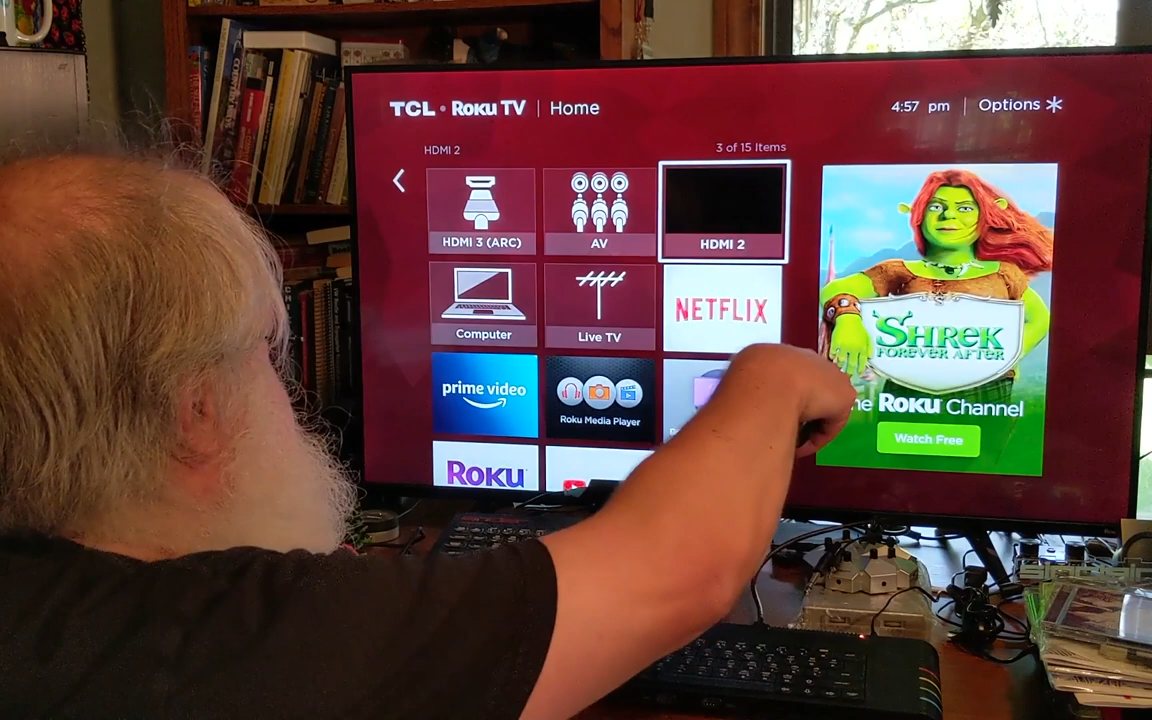 TCL • Roku TV | Home
4:57 pm | Options
HDMI 2
3 of 15 Items
HDMI 3 (ARC)
AV
HDMI 2
Computer
Live TV
NETFLIX
prime video
Roku Media Player
Roku
SHREK
FOREVER AFTER
Roku Channel
Watch Free